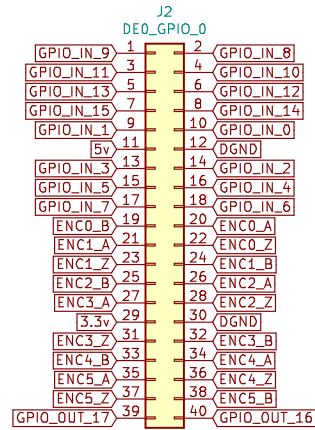 J2
DE0_GPIO_0
GPIO_IN_9 1 2 GPIO_IN_8
GPIO_IN_11 3 4 GPIO_IN_10
GPIO_IN_13 5 6 GPIO_IN_12
GPIO_IN_15 7 8 GPIO_IN_14
GPIO_IN_1 9 10 GPIO_IN_0
5v 11 12 DGND
GPIO_IN_3 13 14 GPIO_IN_2
GPIO_IN_5 15 16 GPIO_IN_4
GPIO_IN_7 17 18 GPIO_IN_6
ENC0_B 19 20 ENC0_A
ENC1_A 21 22 ENC0_Z
ENC1_Z 23 24 ENC1_B
ENC2_B 25 26 ENC2_A
ENC3_A 27 28 ENC2_Z
3.3v 29 30 DGND
ENC3_Z 31 32 ENC3_B
ENC4_B 33 34 ENC4_A
ENC5_A 35 36 ENC4_Z
ENC5_Z 37 38 ENC5_B
GPIO_OUT_17 39 40 GPIO_OUT_16